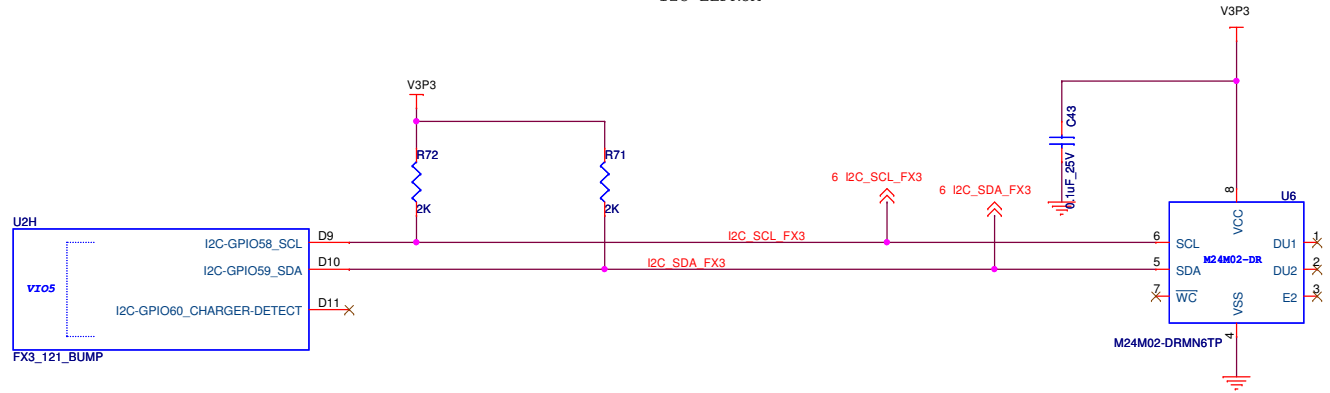 V3P3
V3P3
C43
0.1uF_25V
R72
R71
2K
2K
6 I2C_SCL_FX3
6 I2C_SDA_FX3
U2H
I2C-GPIO58_SCL
D9
I2C-GPIO59_SDA
D10
I2C-GPIO60_CHARGER-DETECT
D11
VIO5
FX3_121_BUMP
I2C_SCL_FX3
I2C_SDA_FX3
U6
8
VCC
6
SCL
DU1
1
M24M02-DR
5
SDA
DU2
2
7
WC
E2
3
VSS
4
M24M02-DRMN6TP